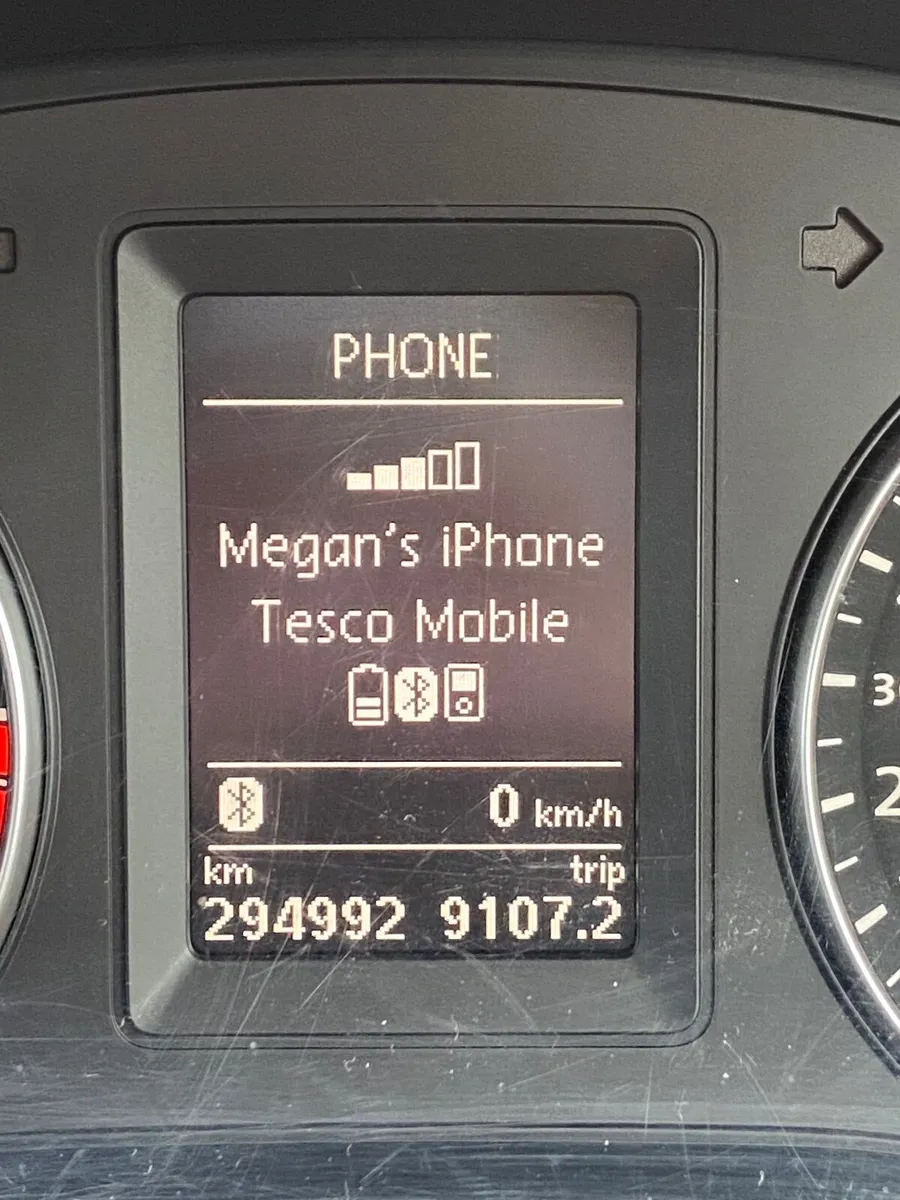 PHONE
Megan's iPhone
Tesco Mobile
0 km/h
km trip
294992 9107.2